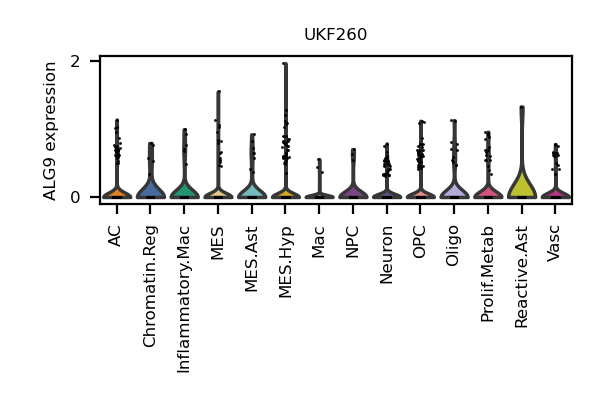 UKF260
ALG9 expression
2
0
AC
Chromatin.Reg
Inflammatory.Mac
MES
MES.Ast
MES.Hyp
Mac
NPC
Neuron
OPC
Oligo
Prolif.Metab
Reactive.Ast
Vasc